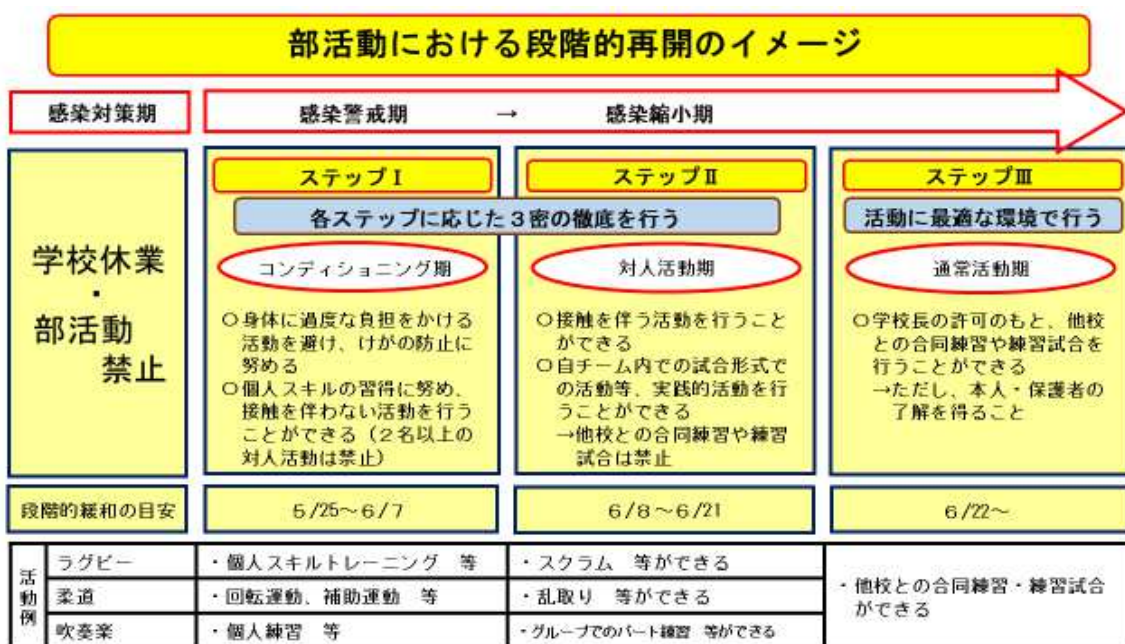 部活動における段階的再開のイメージ
感染対策期
感染警戒期 → 感染縮小期
学校休業
・
部活動
禁止
ステップⅠ
ステップⅡ
各ステップに応じた3密の徹底を行う
コンディショニング期
○身体に過度な負担をかける
活動を避け、けがの防止に
努める
○個人スキルの習得に努め、
接触を伴わない活動を行う
ことができる（2名以上の
対人活動は禁止）
対人活動期
○接触を伴う活動を行うこと
ができる
○自チーム内での試合形式で
の活動等、実践的活動を行
うことができる
→他校との合同練習や練習
試合は禁止
ステップⅢ
活動に最適な環境で行う
通常活動期
○学校長の許可のもと、他校
との合同練習や練習試合を
行うことができる
→ただし、本人・保護者の
了解を得ること
段階的緩和の目安
5/25～6/7
6/8～6/21
6/22～
活動例
ラグビー
・個人スキルトレーニング 等
・スクラム 等ができる
柔道
・回転運動、補助運動 等
・乱取り 等ができる
吹奏楽
・個人練習 等
・グループでのパート練習 等ができる
・他校との合同練習・練習試合
ができる